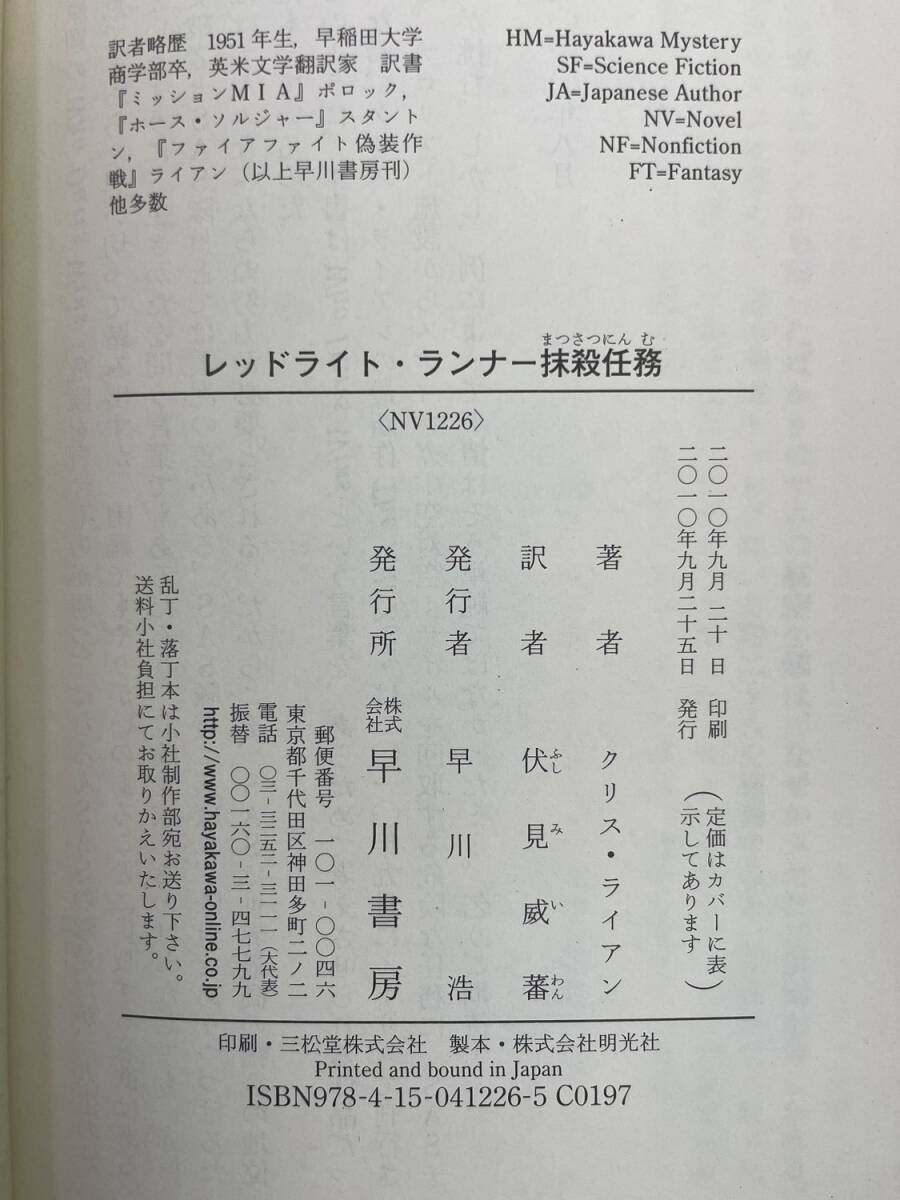 訳者略歴　1951年生，早稲田大学
商学部卒，英米文学翻訳家　訳書
『ミッションＭＩＡ』ポロック，
『ホース・ソルジャー』スタント
ン，『ファイアファイト偽装作
戦』ライアン（以上早川書房刊）
他多数
HM=Hayakawa Mystery
SF=Science Fiction
JA=Japanese Author
NV=Novel
NF=Nonfiction
FT=Fantasy
まっさつにん む
レッドライト・ランナー抹殺任務
〈NV1226〉
二〇一〇年九月 二十 日　印刷
二〇一〇年九月二十五日　発行
（定価はカバーに表示してあります）
著者　クリス・ライアン
訳者　伏見威蕃
ふしみいわん
発行者　早川　浩
発行所　株式会社　早川書房
郵便番号　一〇一‐〇〇四六
東京都千代田区神田多町二ノ二
電話　〇三‐三二五二‐三一一一（大代表）
振替　〇〇一六〇‐三‐四七七九九
http://www.hayakawa-online.co.jp
乱丁・落丁本は小社制作部宛お送り下さい。
送料小社負担にてお取りかえいたします。
印刷・三松堂株式会社　製本・株式会社明光社
Printed and bound in Japan
ISBN978-4-15-041226-5 C0197